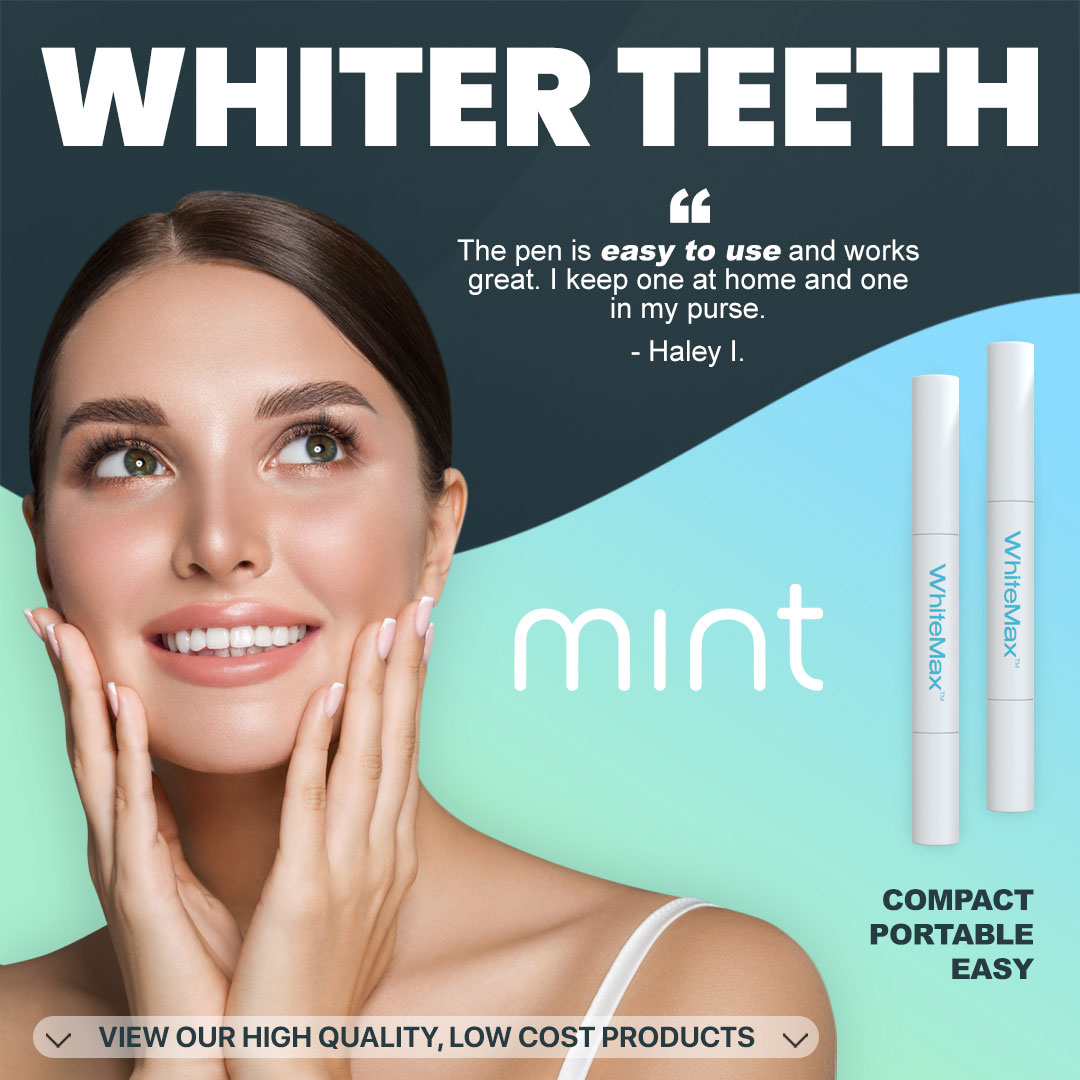 WHITER TEETH
“
The pen is easy to use and works
great. I keep one at home and one
in my purse.
- Haley I.
mint
WhiteMax™
WhiteMax™
COMPACT
PORTABLE
EASY
VIEW OUR HIGH QUALITY, LOW COST PRODUCTS